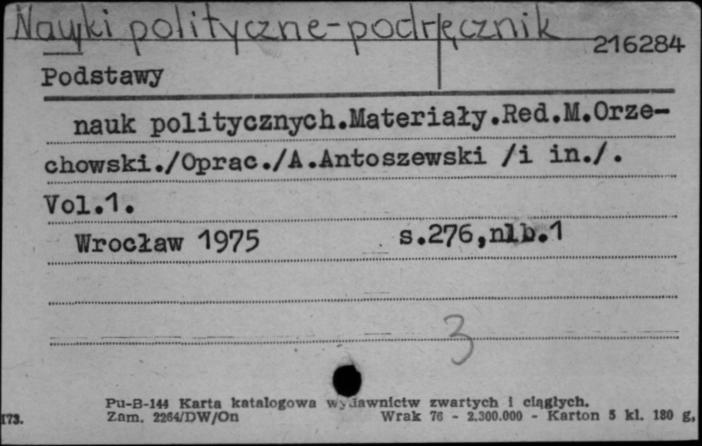 Nauki polityczne-podręcznik
216284
Podstawy
nauk politycznych.Materiały.Red.M.Orze-
chowski./Oprac./A.Antoszewski /i in./.
Vol.1.
Wrocław 1975 s.276,nlb.1
3
Pu-B-144 Karta katalogowa wydawnictw zwartych i ciągłych.
173. Zam. 2264/DW/On Wrak 76 - 2.300.000 - Karton 5 kl. 180 g,